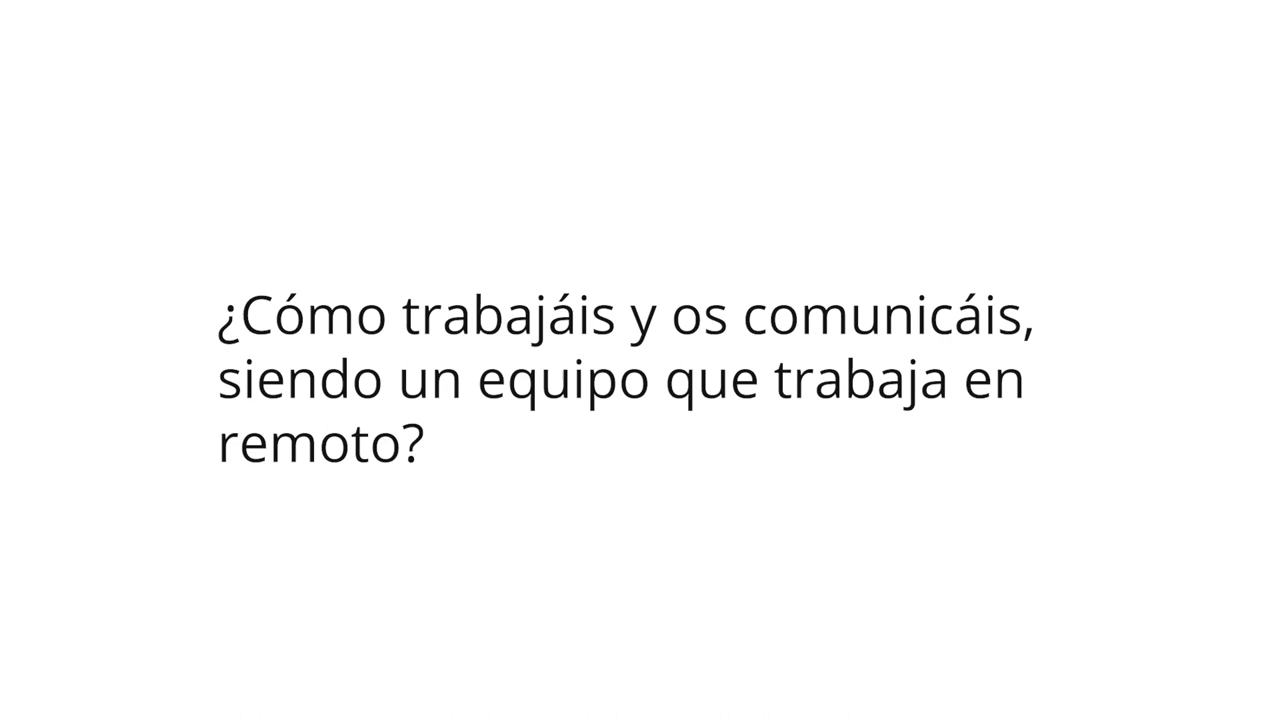 ¿Cómo trabajáis y os comunicáis,
siendo un equipo que trabaja en
remoto?